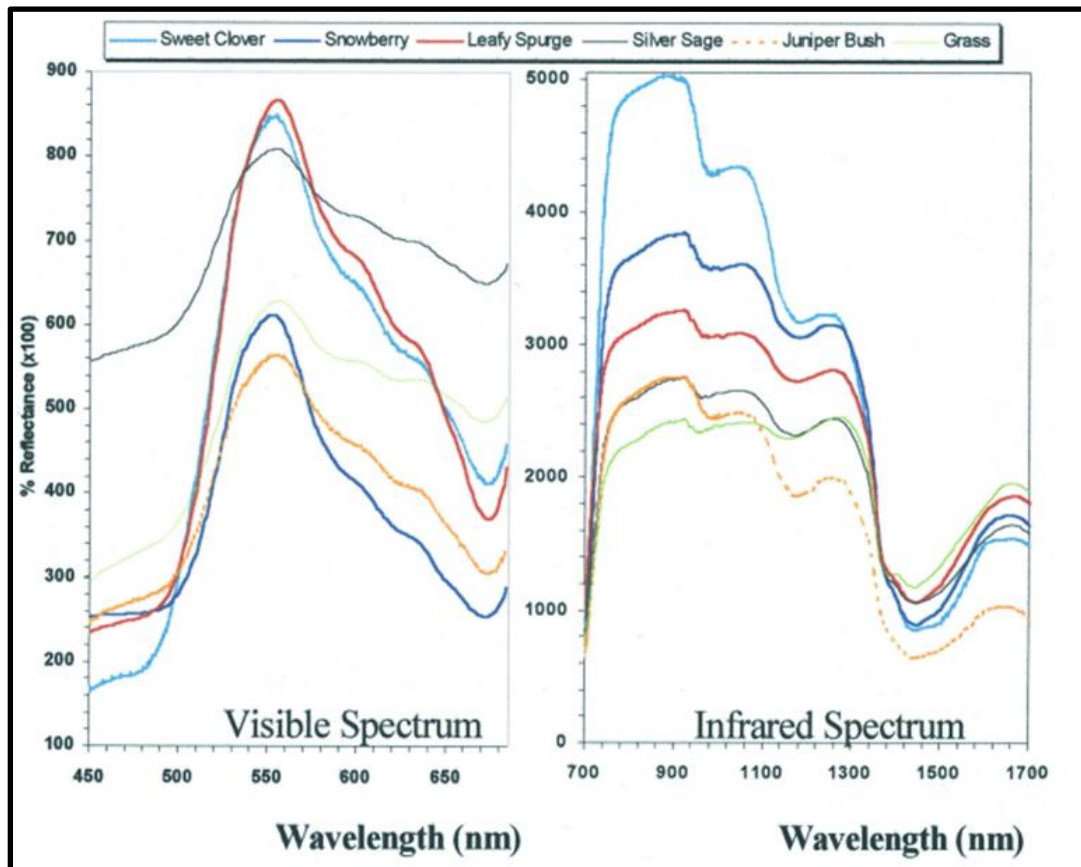 Sweet Clover Snowberry Leafy Spurge Silver Sage Juniper Bush Grass
% Reflectance (x100)
900
800
700
600
500
400
300
200
100
450 500 550 600 650
Visible Spectrum
Wavelength (nm)
5000
4000
3000
2000
1000
0
700 900 1100 1300 1500 1700
Infrared Spectrum
Wavelength (nm)